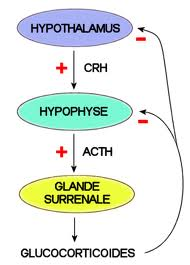 HYPOTHALAMUS
−
+ CRH
HYPOPHYSE
−
+ ACTH
GLANDE
SURRENALE
GLUCOCORTICOIDES